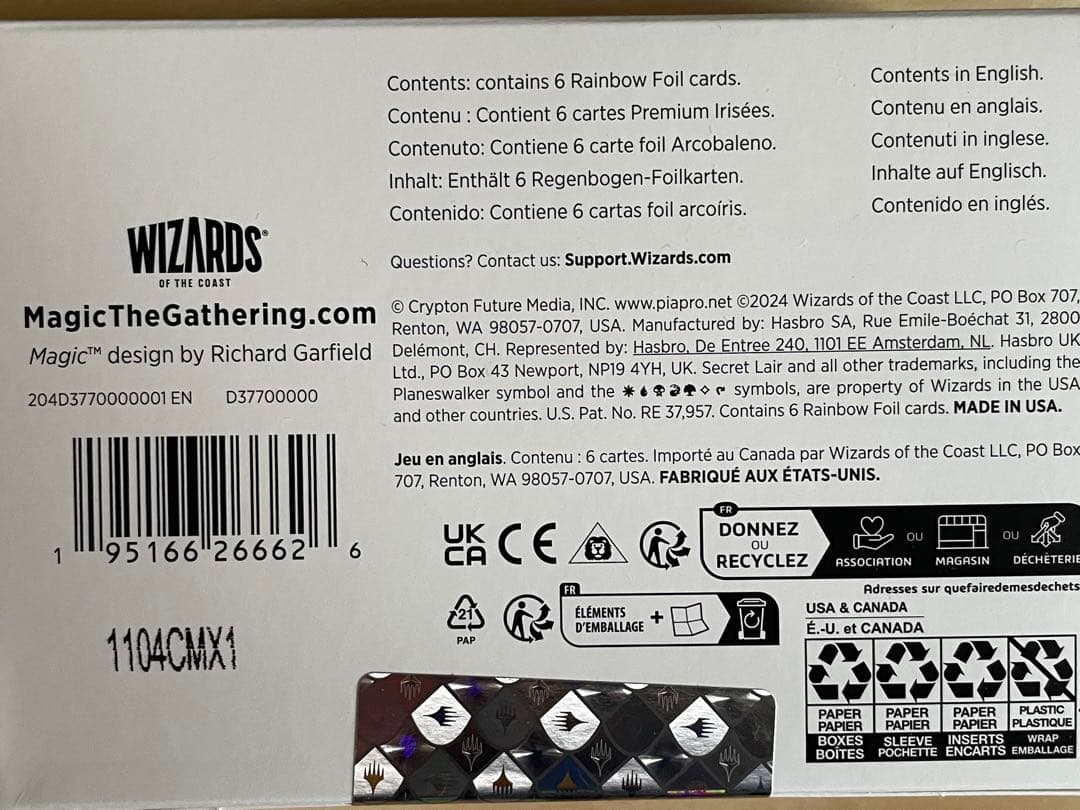 Contents: contains 6 Rainbow Foil cards.
Contenu : Contient 6 cartes Premium Irisées.
Contenuto: Contiene 6 carte foil Arcobaleno.
Inhalt: Enthält 6 Regenbogen-Foilkarten.
Contenido: Contiene 6 cartas foil arcoíris.
Contents in English.
Contenu en anglais.
Contenuti in inglese.
Inhalte auf Englisch.
Contenido en inglés.
WIZARDS®
OF THE COAST
MagicTheGathering.com
Magic™ design by Richard Garfield
204D3770000001 EN D37700000
1 95166 26662 6
1104CMX1
Questions? Contact us: Support.Wizards.com
© Crypton Future Media, INC. www.piapro.net ©2024 Wizards of the Coast LLC, PO Box 707,
Renton, WA 98057-0707, USA. Manufactured by: Hasbro SA, Rue Emile-Boéchat 31, 2800
Delémont, CH. Represented by: Hasbro, De Entree 240, 1101 EE Amsterdam, NL. Hasbro UK
Ltd., PO Box 43 Newport, NP19 4YH, UK. Secret Lair and all other trademarks, including the
Planeswalker symbol and the symbols, are property of Wizards in the USA
and other countries. U.S. Pat. No. RE 37,957. Contains 6 Rainbow Foil cards. MADE IN USA.
Jeu en anglais. Contenu : 6 cartes. Importé au Canada par Wizards of the Coast LLC, PO Box
707, Renton, WA 98057-0707, USA. FABRIQUÉ AUX ÉTATS-UNIS.
UK
CA CE
FR
DONNEZ
OU
RECYCLEZ
ASSOCIATION OU MAGASIN OU DÉCHÈTERIE
Adresses sur quefairedemesdechets
21
PAP
FR
ÉLÉMENTS
D'EMBALLAGE +
USA & CANADA
É.-U. et CANADA
PAPER
PAPIER
BOXES
BOÎTES
PAPER
PAPIER
SLEEVE
POCHETTE
PAPER
PAPIER
INSERTS
ENCARTS
PLASTIC
PLASTIQUE
WRAP
EMBALLAGE